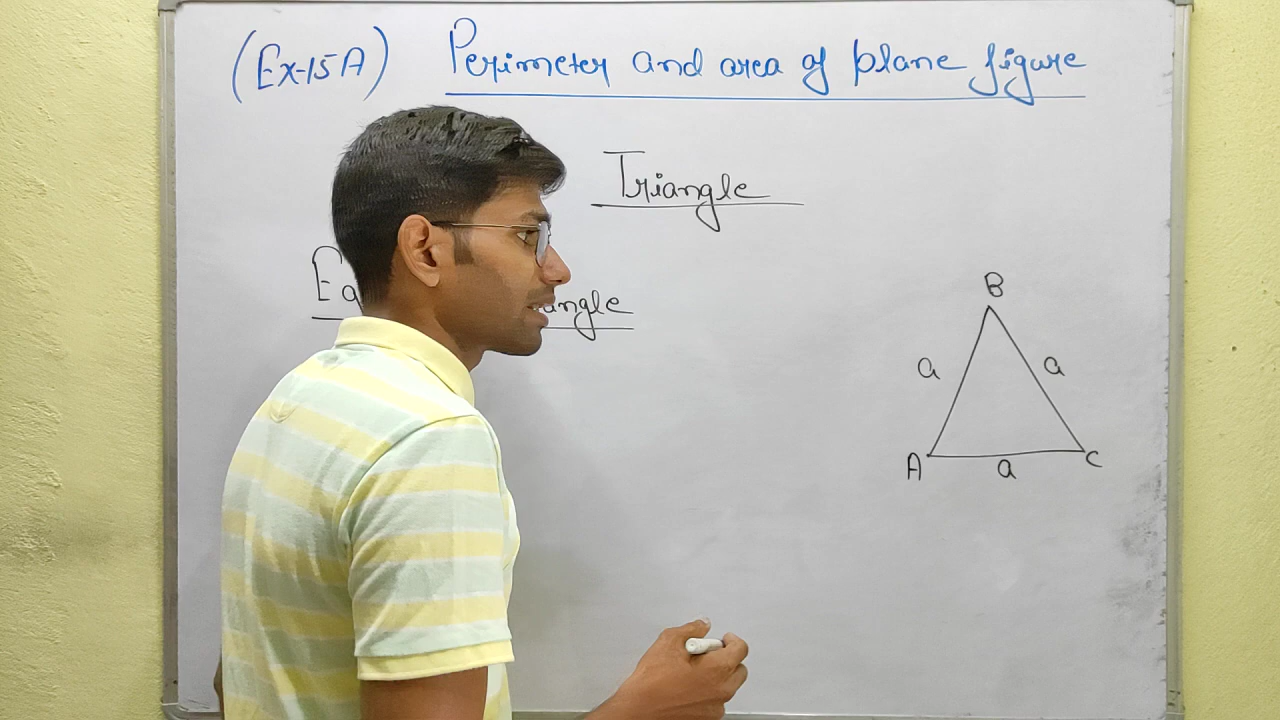 (Ex-15A) Perimeter and area of plane figure
Triangle
B
a a
A a C